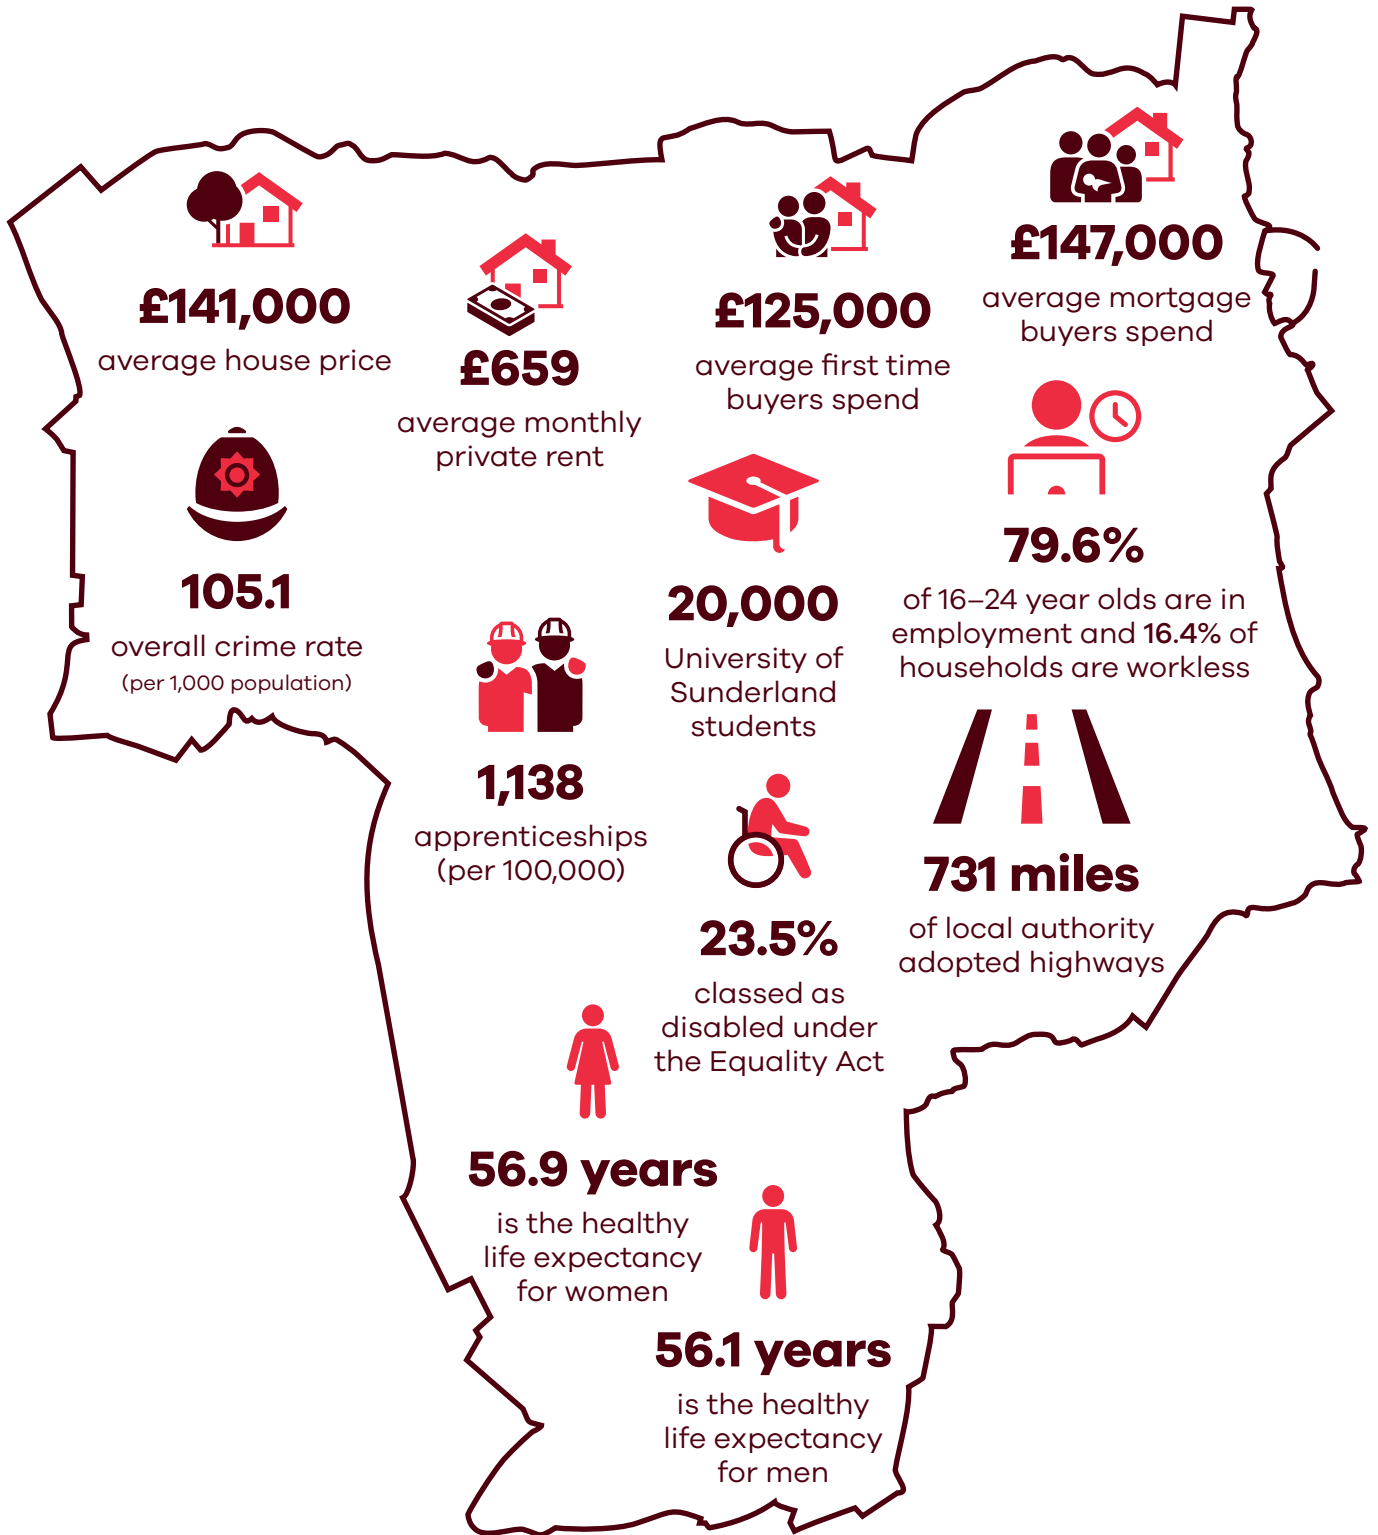 £141,000
average house price
£659
average monthly
private rent
£125,000
average first time
buyers spend
£147,000
average mortgage
buyers spend
105.1
overall crime rate
(per 1,000 population)
1,138
apprenticeships
(per 100,000)
20,000
University of
Sunderland
students
79.6%
of 16–24 year olds are in
employment and 16.4% of
households are workless
23.5%
classed as
disabled under
the Equality Act
731 miles
of local authority
adopted highways
56.9 years
is the healthy
life expectancy
for women
56.1 years
is the healthy
life expectancy
for men